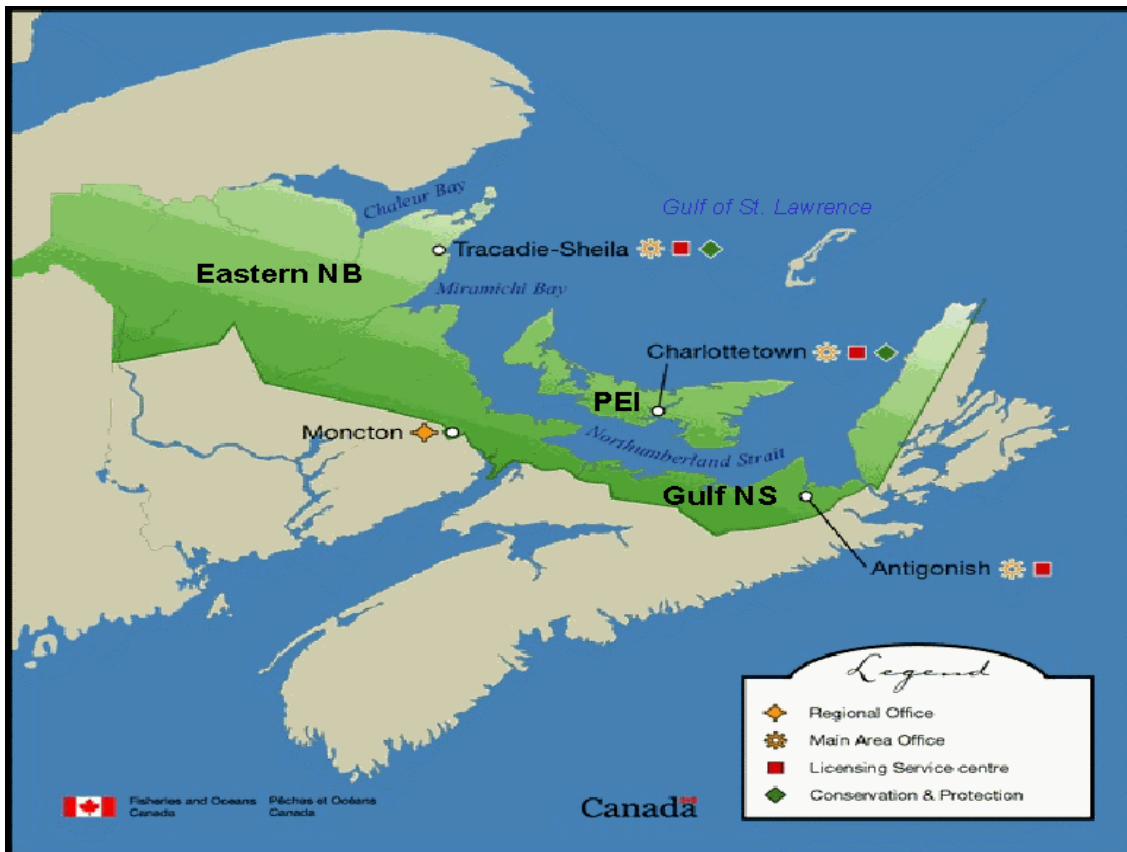 Chaleur Bay
Gulf of St. Lawrence
Tracadie-Sheila
Eastern NB
Miramichi Bay
Charlottetown
PEI
Moncton
Northumberland Strait
Gulf NS
Antigonish
Legend
Regional Office
Main Area Office
Licensing Service-centre
Conservation & Protection
Fisheries and Oceans Pêches et Océans
Canada Canada
Canada